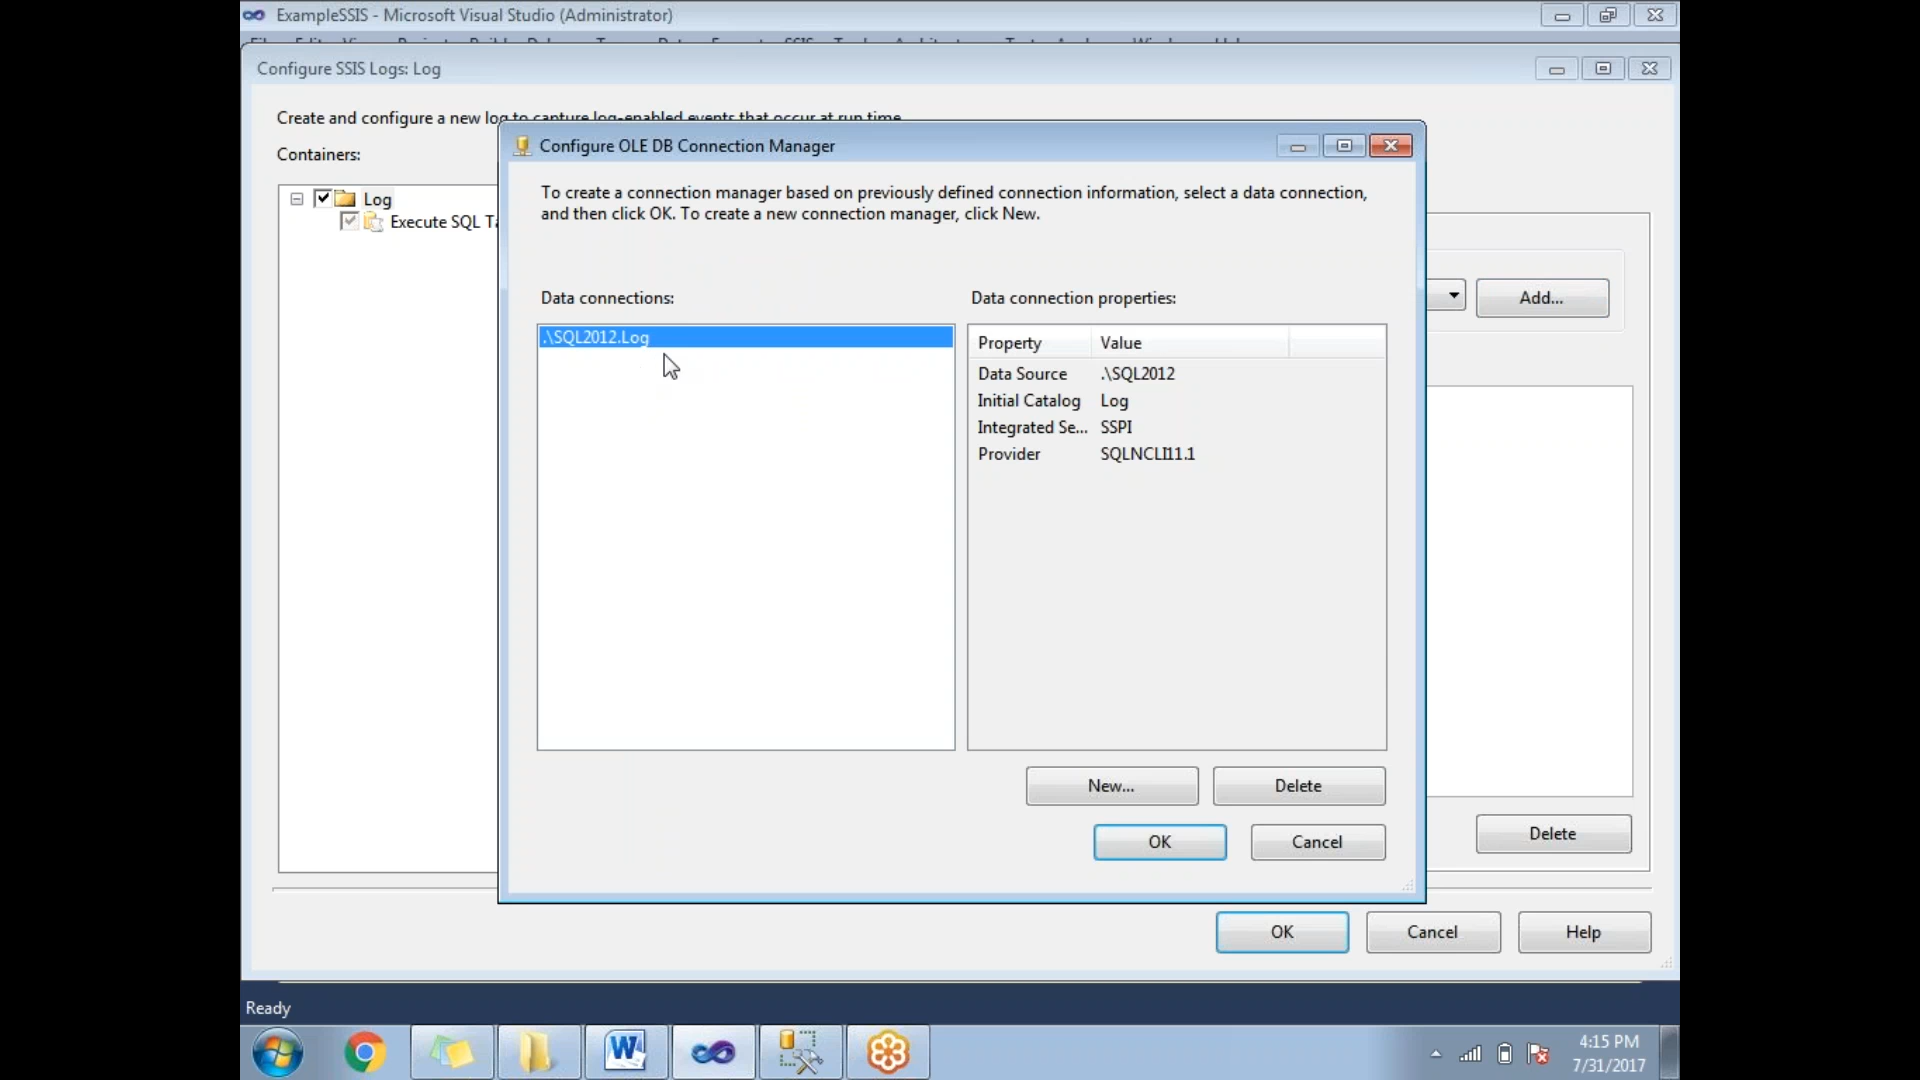 ExampleSSIS - Microsoft Visual Studio (Administrator)
Configure SSIS Logs: Log
Create and configure a new log to capture log-enabled events that occur at run time.
Containers:
Log
Execute SQL Ta
Configure OLE DB Connection Manager
To create a connection manager based on previously defined connection information, select a data connection,
and then click OK. To create a new connection manager, click New.
Data connections:
.\SQL2012.Log
Data connection properties:
Property Value
Data Source .\SQL2012
Initial Catalog Log
Integrated Se... SSPI
Provider SQLNCLI11.1
Add...
New...
Delete
OK
Cancel
Delete
OK
Cancel
Help
Ready
4:15 PM
7/31/2017